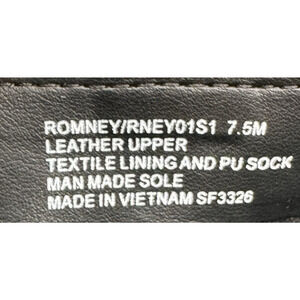 ROMNEY/RNEY01S1 7.5M
LEATHER UPPER
TEXTILE LINING AND PU SOCK
MAN MADE SOLE
MADE IN VIETNAM SF3326